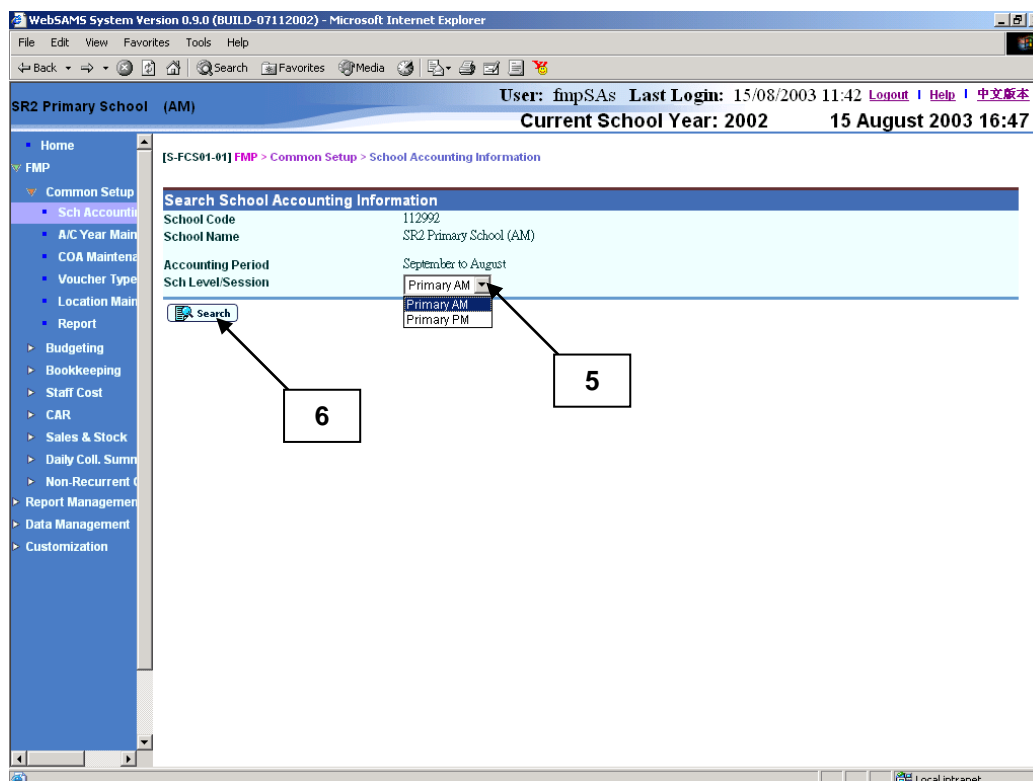 WebSAMS System Version 0.9.0 (BUILD-07112002) - Microsoft Internet Explorer
File Edit View Favorites Tools Help
Back Search Favorites Media
SR2 Primary School (AM)
User: fmpSAs Last Login: 15/08/2003 11:42 Logout | Help | 中文版本
Current School Year: 2002 15 August 2003 16:47
Home
FMP
Common Setup
Sch Accounti
A/C Year Main
COA Maintena
Voucher Type
Location Main
Report
Budgeting
Bookkeeping
Staff Cost
CAR
Sales & Stock
Daily Coll. Summ
Non-Recurrent
Report Managemen
Data Management
Customization
[S-FCS01-01] FMP > Common Setup > School Accounting Information
Search School Accounting Information
School Code 112992
School Name SR2 Primary School (AM)
Accounting Period September to August
Sch Level/Session Primary AM
Primary AM
Primary PM
Search
5
6
Local intranet